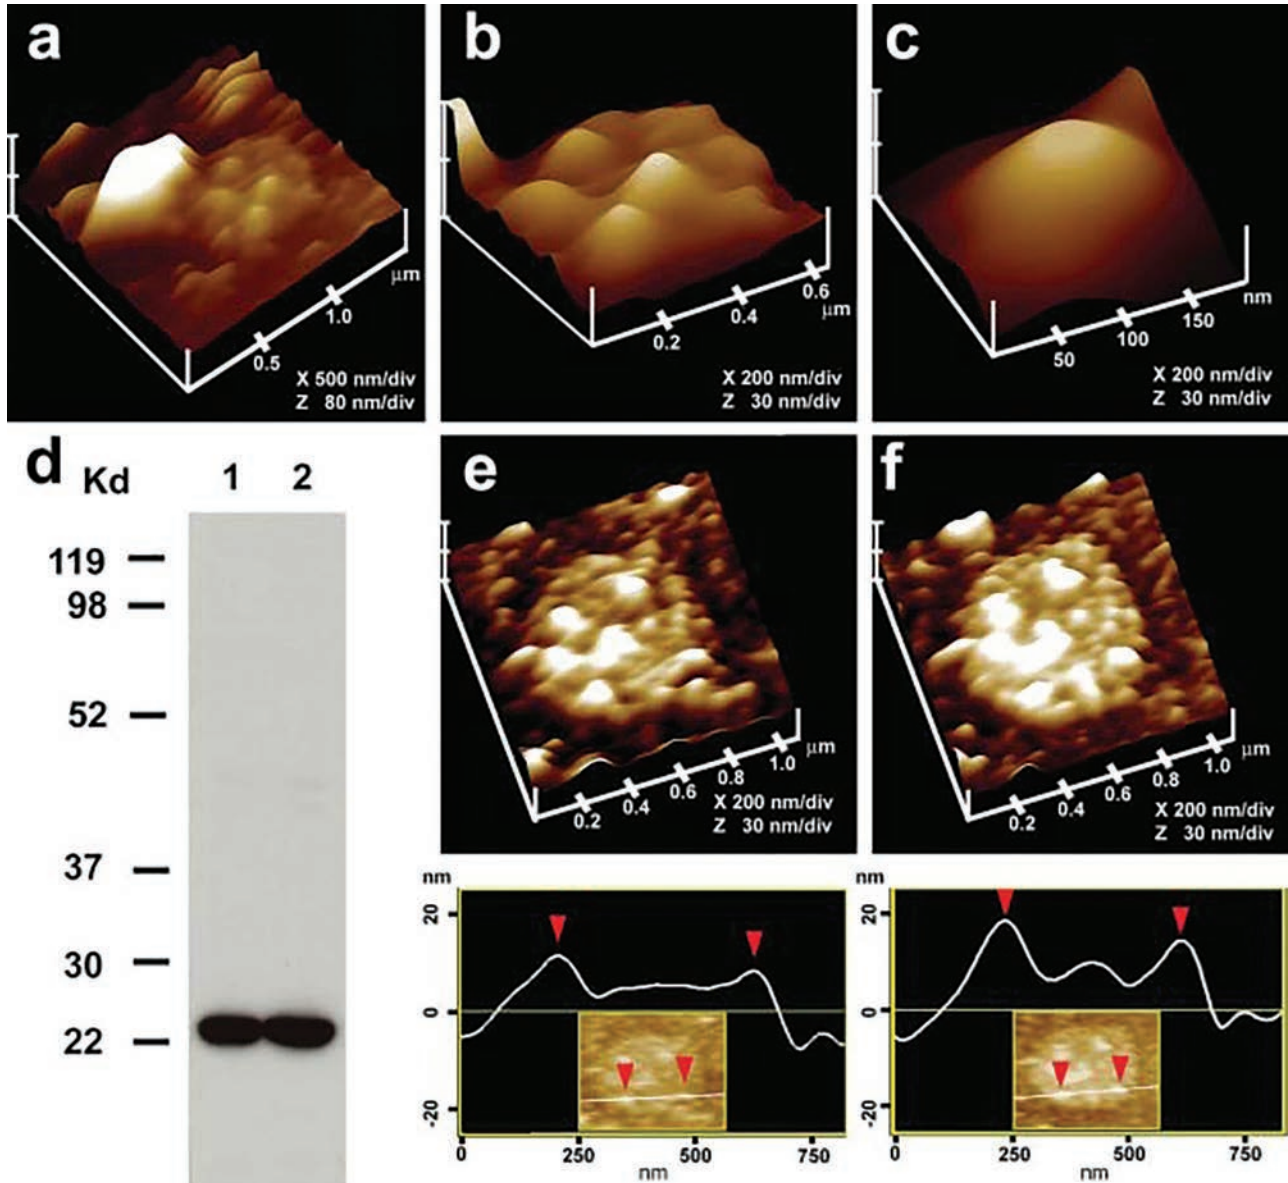 a
μm
1.0
0.5
X 500 nm/div
Z 80 nm/div
b
0.6
μm
0.4
0.2
X 200 nm/div
Z 30 nm/div
c
nm
150
100
50
X 200 nm/div
Z 30 nm/div
d
Kd 1 2
119
98
52
37
30
22
e
μm
1.0
0.8
0.6
0.4
0.2
X 200 nm/div
Z 30 nm/div
nm
20
0
-20
0 250 500 750
nm
f
μm
1.0
0.8
0.6
0.4
0.2
X 200 nm/div
Z 30 nm/div
nm
20
0
-20
0 250 500 750
nm